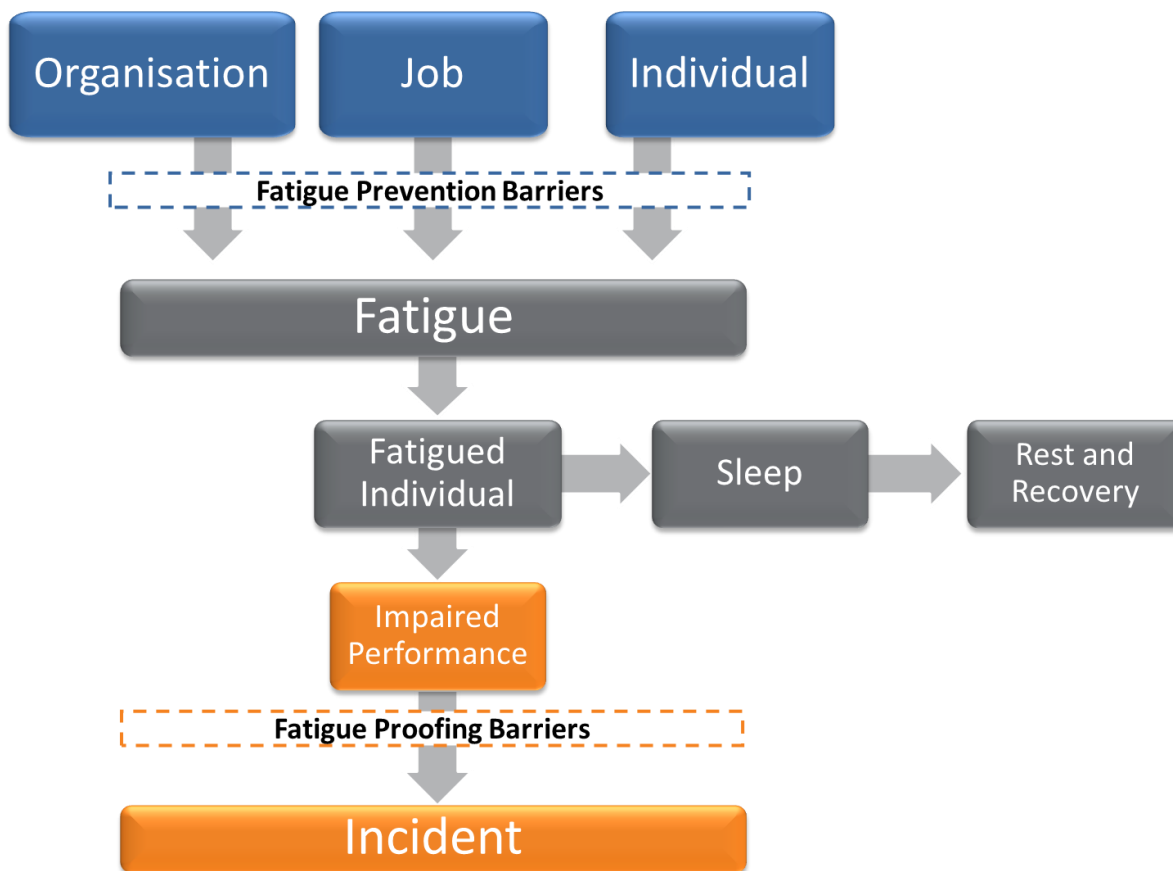 Organisation
Job
Individual
Fatigue Prevention Barriers
Fatigue
Fatigued
Individual
Sleep
Rest and
Recovery
Impaired
Performance
Fatigue Proofing Barriers
Incident